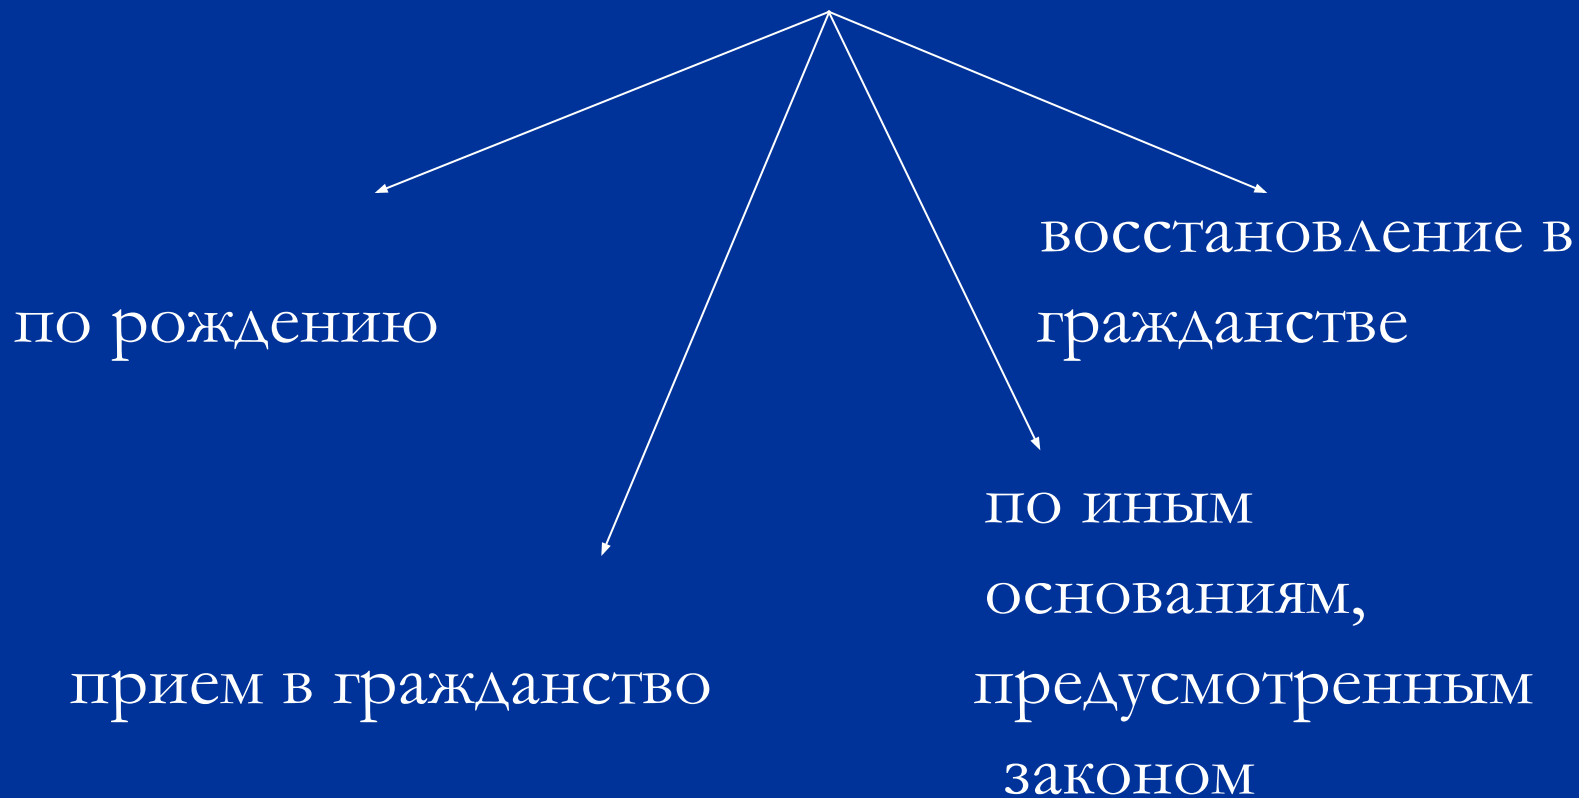 по рождению
восстановление в
гражданстве
прием в гражданство
по иным
основаниям,
предусмотренным
законом